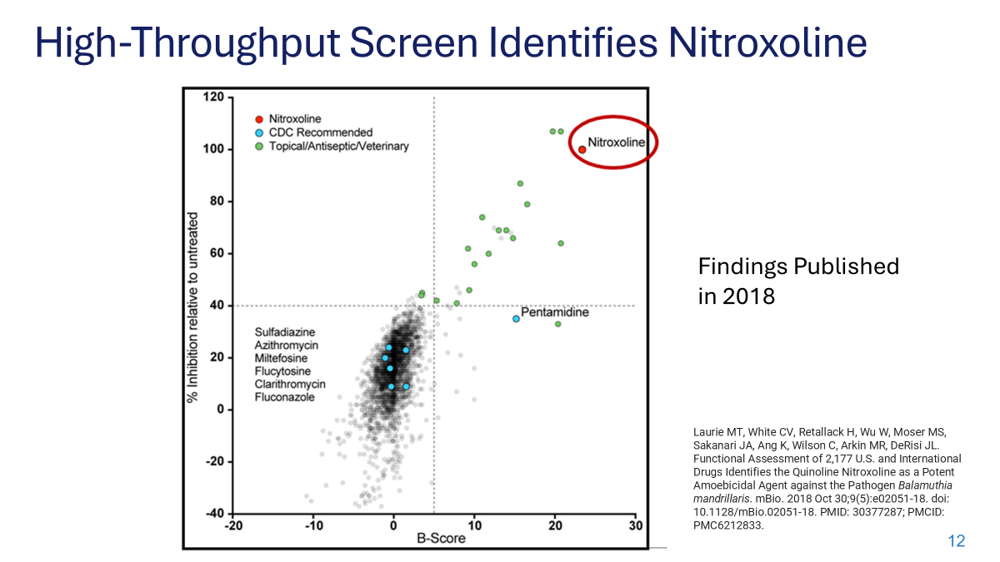 High-Throughput Screen Identifies Nitroxoline
120
100
80
60
40
20
0
-20
-40
% Inhibition relative to untreated
Nitroxoline
CDC Recommended
Topical/Antiseptic/Veterinary
Nitroxoline
Pentamidine
Sulfadiazine
Azithromycin
Miltefosine
Flucytosine
Clarithromycin
Fluconazole
-20
-10
0
10
20
30
B-Score
Findings Published
in 2018
Laurie MT, White CV, Retallack H, Wu W, Moser MS,
Sakanari JA, Ang K, Wilson C, Arkin MR, DeRisi JL.
Functional Assessment of 2,177 U.S. and International
Drugs Identifies the Quinoline Nitroxoline as a Potent
Amoebicidal Agent against the Pathogen Balamuthia
mandrillaris. mBio. 2018 Oct 30;9(5):e02051-18. doi:
10.1128/mBio.02051-18. PMID: 30377287; PMCID:
PMC6212833.
12